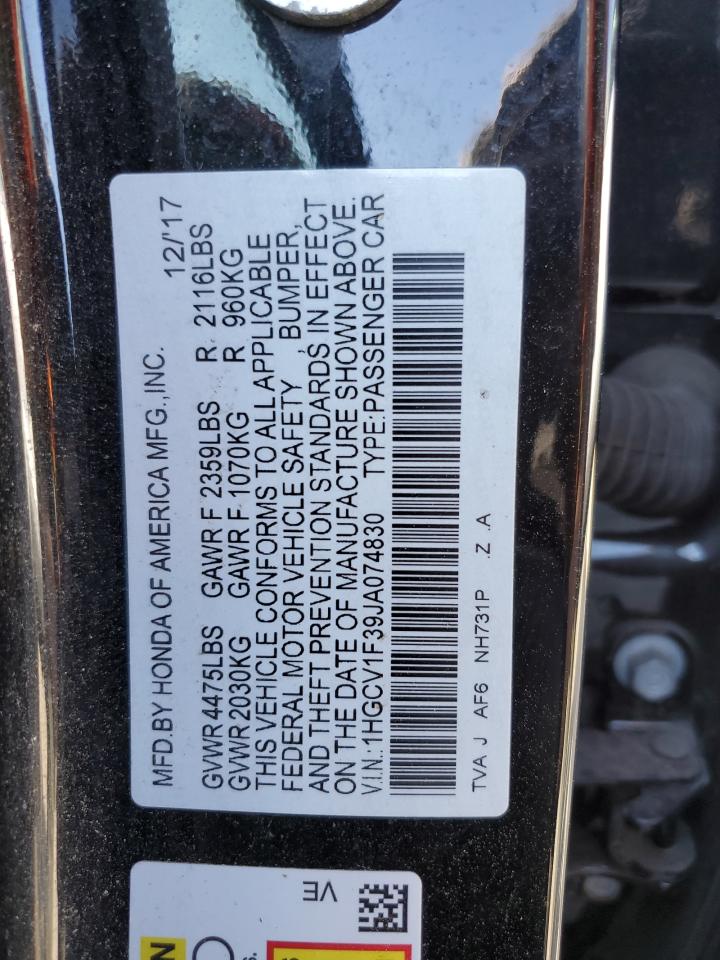 MFD. BY HONDA OF AMERICA MFG., INC. 12/'17
GVWR 4475LBS GAWR F 2359LBS R 2116LBS
GVWR 2030KG GAWR F 1070KG R 960KG
THIS VEHICLE CONFORMS TO ALL APPLICABLE
FEDERAL MOTOR VEHICLE SAFETY , BUMPER,
AND THEFT PREVENTION STANDARDS IN EFFECT
ON THE DATE OF MANUFACTURE SHOWN ABOVE.
V.I.N.:1HGCV1F39JA074830 TYPE:PASSENGER CAR
TVA J AF6 NH731P .Z .A
VE